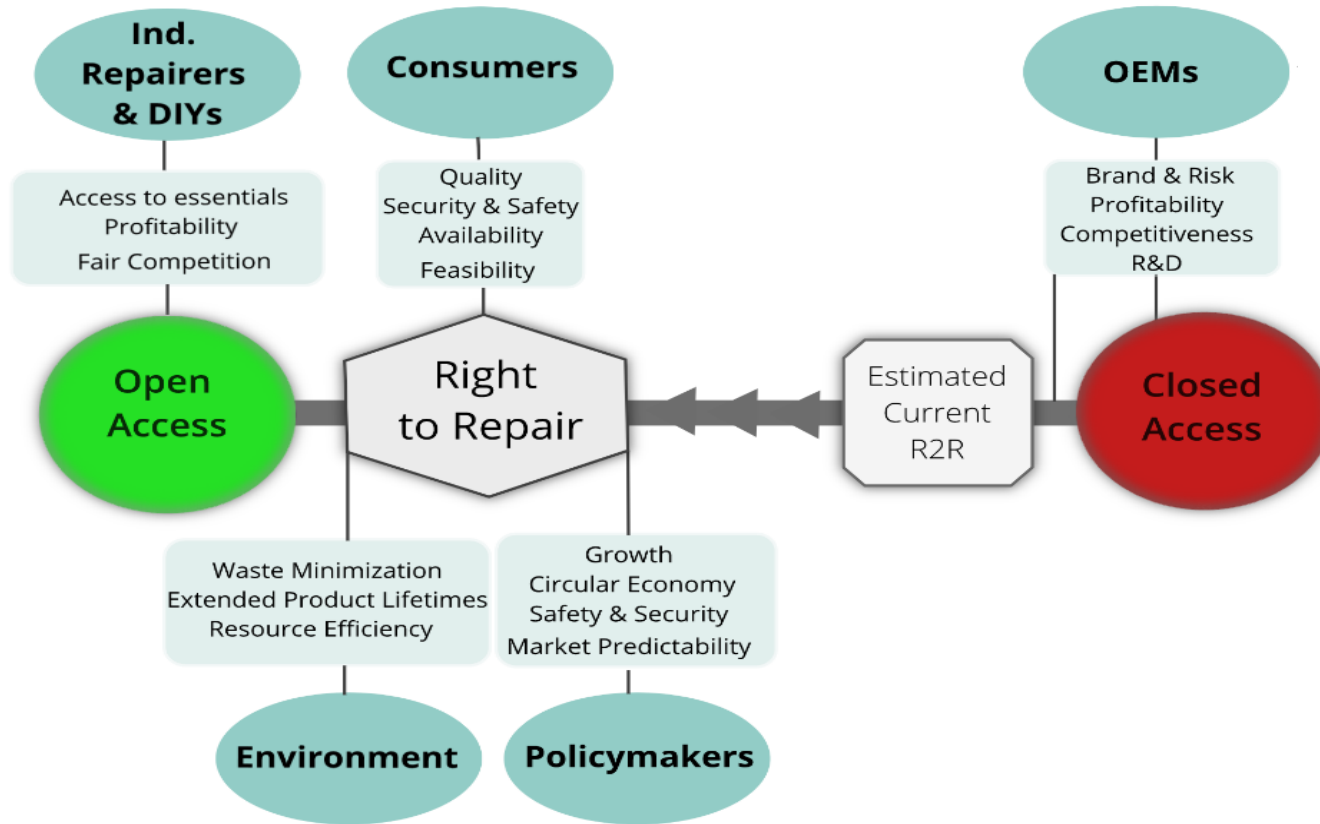 Ind.
Repairers
& DIYs
Consumers
OEMs
Access to essentials
Profitability
Fair Competition
Quality
Security & Safety
Availability
Feasibility
Brand & Risk
Profitability
Competitiveness
R&D
Open
Access
Right
to Repair
Estimated
Current
R2R
Closed
Access
Waste Minimization
Extended Product Lifetimes
Resource Efficiency
Growth
Circular Economy
Safety & Security
Market Predictability
Environment
Policymakers